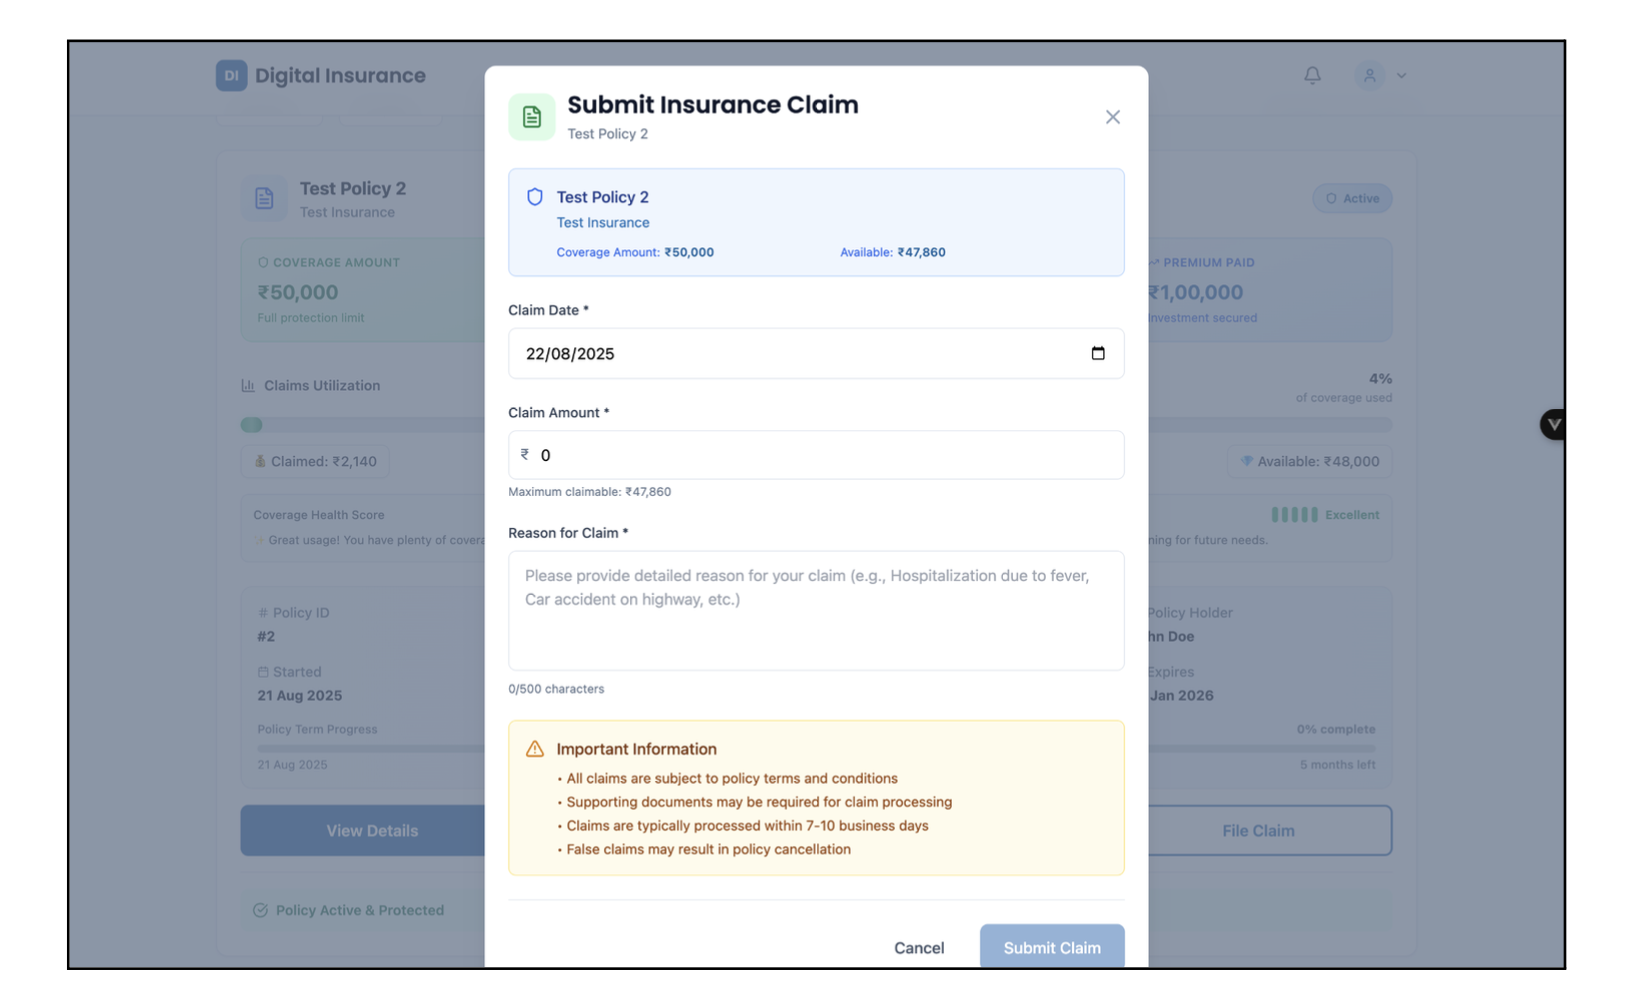 DI Digital Insurance
Submit Insurance Claim
Test Policy 2
Test Policy 2
Test Insurance
Coverage Amount: ₹50,000 Available: ₹47,860
Claim Date *
22/08/2025
Claim Amount *
₹ 0
Maximum claimable: ₹47,860
Reason for Claim *
Please provide detailed reason for your claim (e.g., Hospitalization due to fever,
Car accident on highway, etc.)
0/500 characters
Important Information
• All claims are subject to policy terms and conditions
• Supporting documents may be required for claim processing
• Claims are typically processed within 7-10 business days
• False claims may result in policy cancellation
Cancel Submit Claim
Test Policy 2
Test Insurance
Active
COVERAGE AMOUNT
₹50,000
Full protection limit
PREMIUM PAID
₹1,00,000
Investment secured
Claims Utilization
4%
of coverage used
Claimed: ₹2,140
Available: ₹48,000
Coverage Health Score
Excellent
Great usage! You have plenty of covera
ning for future needs.
# Policy ID
#2
Started
21 Aug 2025
Policy Term Progress
21 Aug 2025
Policy Holder
hn Doe
Expires
Jan 2026
0% complete
5 months left
View Details
File Claim
Policy Active & Protected